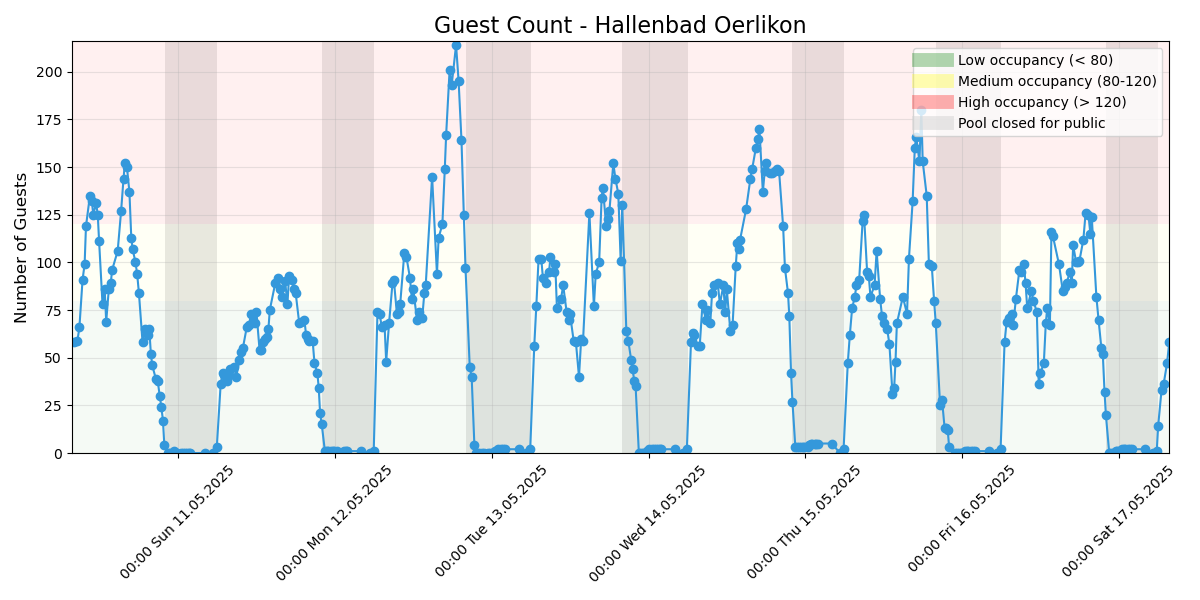 Guest Count - Hallenbad Oerlikon
Number of Guests
200
175
150
125
100
75
50
25
0
Low occupancy (< 80)
Medium occupancy (80-120)
High occupancy (> 120)
Pool closed for public
00:00 Sun 11.05.2025
00:00 Mon 12.05.2025
00:00 Tue 13.05.2025
00:00 Wed 14.05.2025
00:00 Thu 15.05.2025
00:00 Fri 16.05.2025
00:00 Sat 17.05.2025